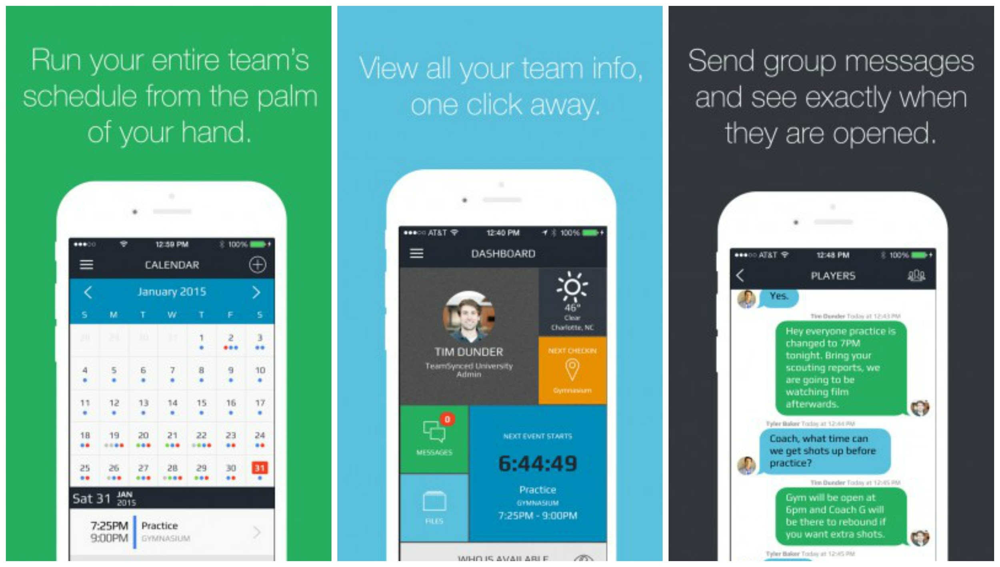 Run your entire team's
schedule from the palm
of your hand.
12:59 PM
100%
CALENDAR
January 2015
S M T W T F S
28 29 30 31 1 2 3
4 5 6 7 8 9 10
11 12 13 14 15 16 17
18 19 20 21 22 23 24
25 26 27 28 29 30 31
Sat 31 JAN
2015
7:25PM Practice
9:00PM GYMNASIUM
View all your team info,
one click away.
AT&T 12:40 PM 100%
DASHBOARD
46°
Clear
Charlotte, NC
TIM DUNDER
TeamSynced University
Admin
NEXT CHECKIN
Gymnasium
0
MESSAGES
FILES
NEXT EVENT STARTS
6:44:49
Practice
GYMNASIUM
7:25PM - 9:00PM
WHO IS AVAILABLE
Send group messages
and see exactly when
they are opened.
AT&T 12:48 PM 100%
PLAYERS
Yes.
Tim Dunder Today at 12:43 PM
Hey everyone practice is
changed to 7PM
tonight. Bring your
scouting reports, we
are going to be
watching film
afterwards.
Tyler Baker Today at 12:44 PM
Coach, what time can
we get shots up before
practice?
Tim Dunder Today at 12:45 PM
Gym will be open at
6pm and Coach G will
be there to rebound if
you want extra shots.
Tyler Baker Today at 12:45 PM